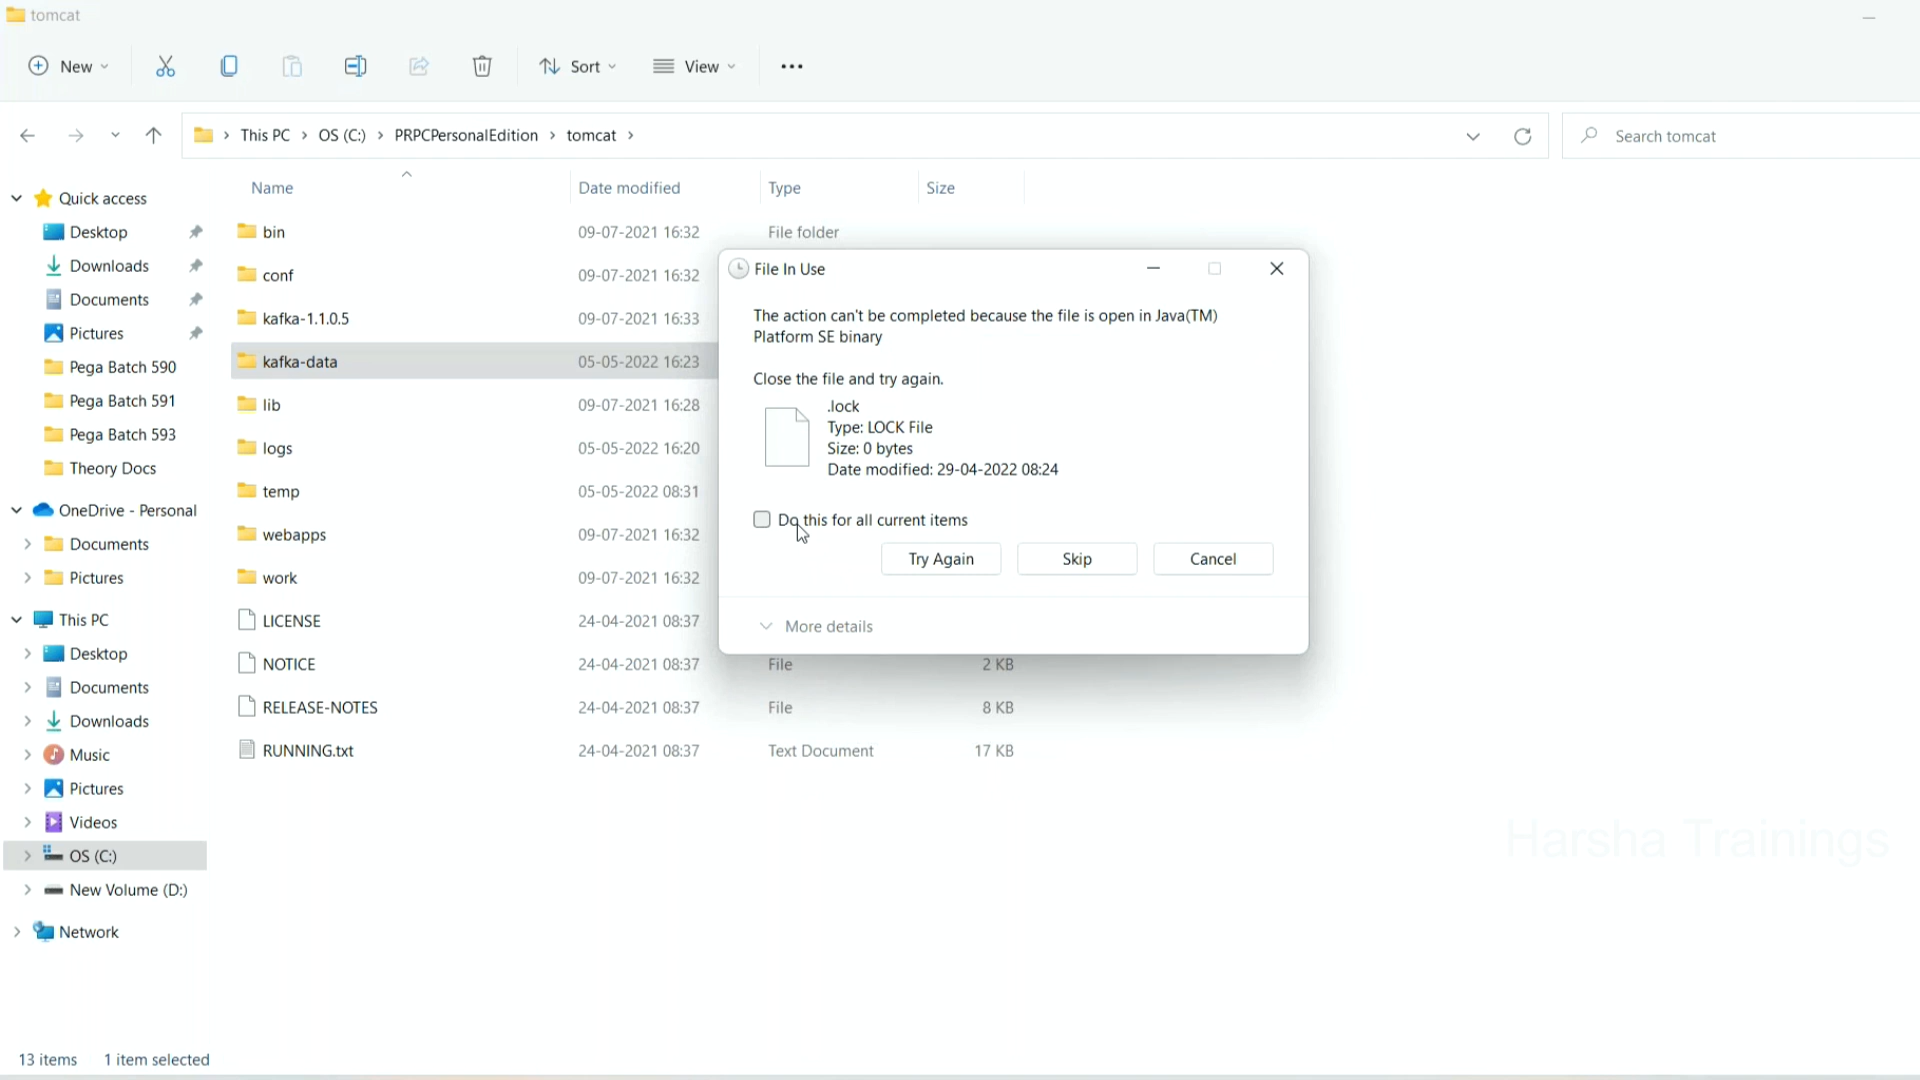 tomcat
New
Sort
View
This PC > OS (C:) > PRPCPersonalEdition > tomcat >
Search tomcat
Quick access
Desktop
Downloads
Documents
Pictures
Pega Batch 590
Pega Batch 591
Pega Batch 593
Theory Docs
OneDrive - Personal
Documents
Pictures
This PC
Desktop
Documents
Downloads
Music
Pictures
Videos
OS (C:)
New Volume (D:)
Network
Name Date modified Type Size
bin 09-07-2021 16:32 File folder
conf 09-07-2021 16:32
kafka-1.1.0.5 09-07-2021 16:33
kafka-data 05-05-2022 16:23
lib 09-07-2021 16:28
logs 05-05-2022 16:20
temp 05-05-2022 08:31
webapps 09-07-2021 16:32
work 09-07-2021 16:32
LICENSE 24-04-2021 08:37
NOTICE 24-04-2021 08:37 File 2 KB
RELEASE-NOTES 24-04-2021 08:37 File 8 KB
RUNNING.txt 24-04-2021 08:37 Text Document 17 KB
File In Use
The action can't be completed because the file is open in Java(TM)
Platform SE binary
Close the file and try again.
.lock
Type: LOCK File
Size: 0 bytes
Date modified: 29-04-2022 08:24
Do this for all current items
Try Again Skip Cancel
More details
Harsha Trainings
13 items 1 item selected